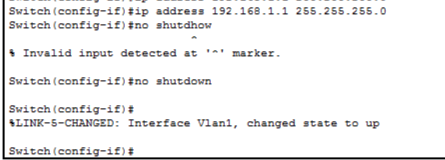 Switch(config-if)#ip address 192.168.1.1 255.255.255.0
Switch(config-if)#no shutdhow
^
% Invalid input detected at '^' marker.
Switch(config-if)#no shutdown
Switch(config-if)#
%LINK-5-CHANGED: Interface Vlan1, changed state to up
Switch(config-if)#